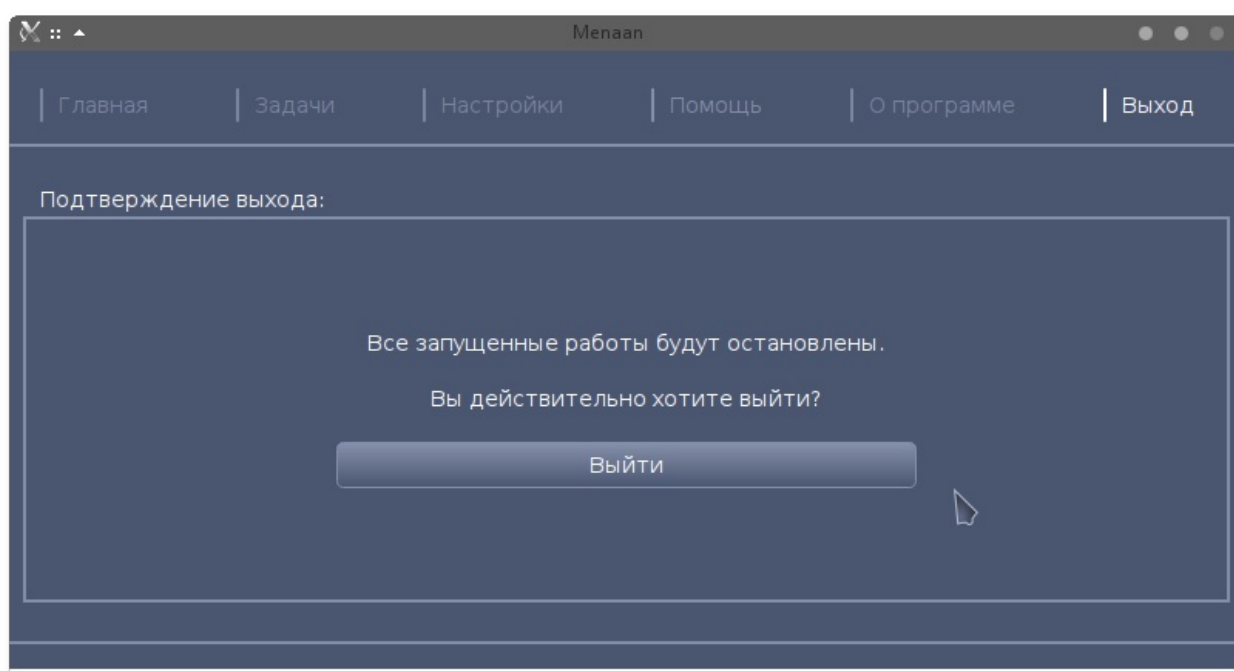 Menaan
Главная Задачи Настройки Помощь О программе Выход
Подтверждение выхода:
Все запущенные работы будут остановлены.
Вы действительно хотите выйти?
Выйти